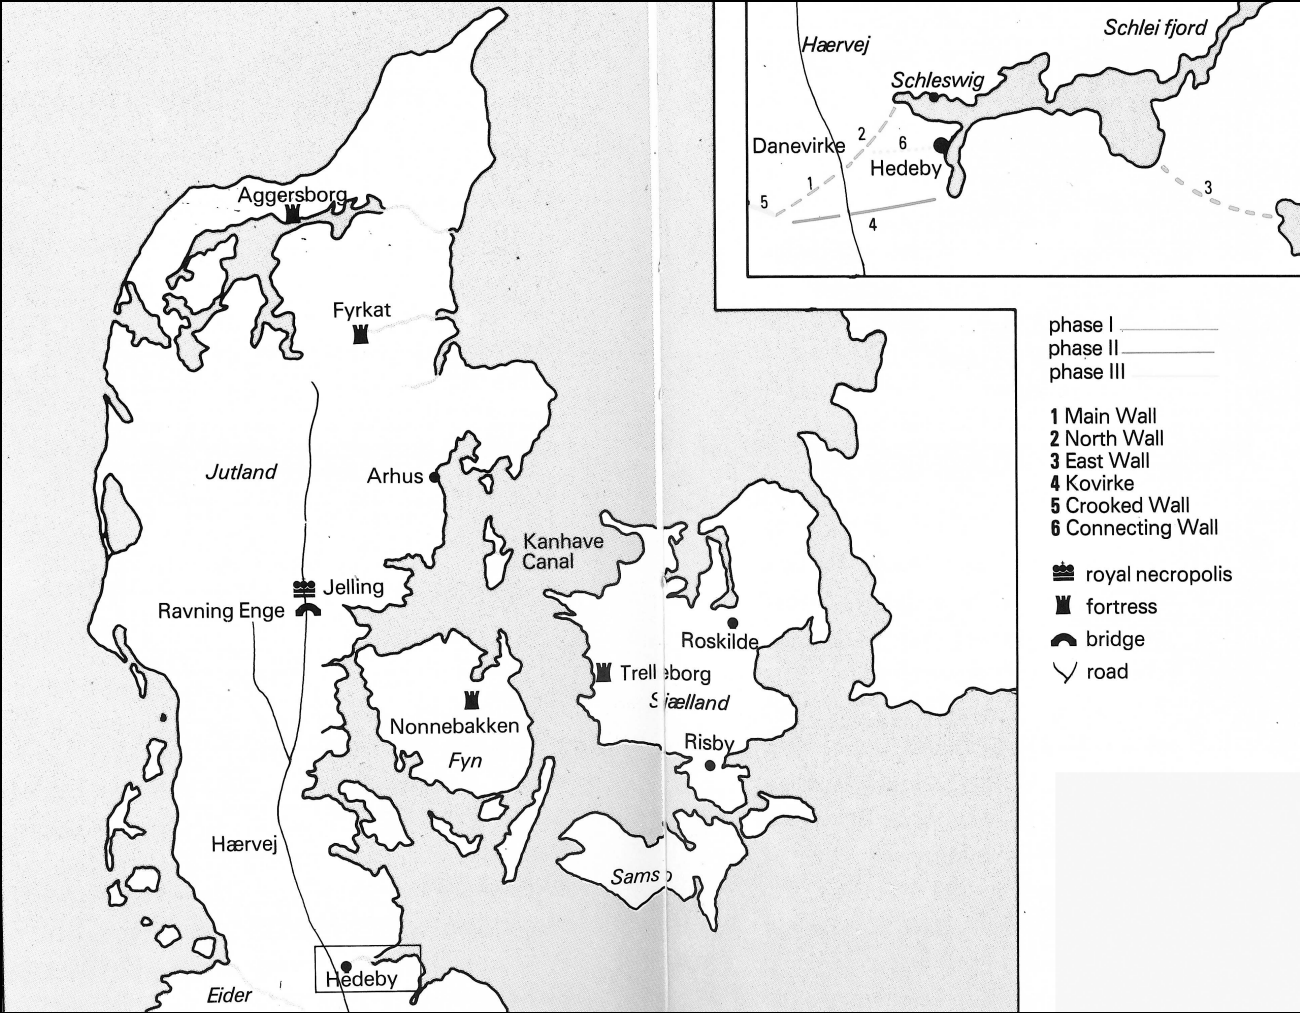 Hærvej
Schlei fjord
Schleswig
Danevirke
2
6
Hedeby
1
3
5
4
Aggersborg
Fyrkat
phase I
phase II
phase III
1 Main Wall
2 North Wall
3 East Wall
4 Kovirke
5 Crooked Wall
6 Connecting Wall
royal necropolis
fortress
bridge
road
Jutland
Arhus
Kanhave
Canal
Jelling
Ravning Enge
Roskilde
Trelleborg
Sjælland
Nonnebakken
Fyn
Risby
Hærvej
Samsø
Hedeby
Eider